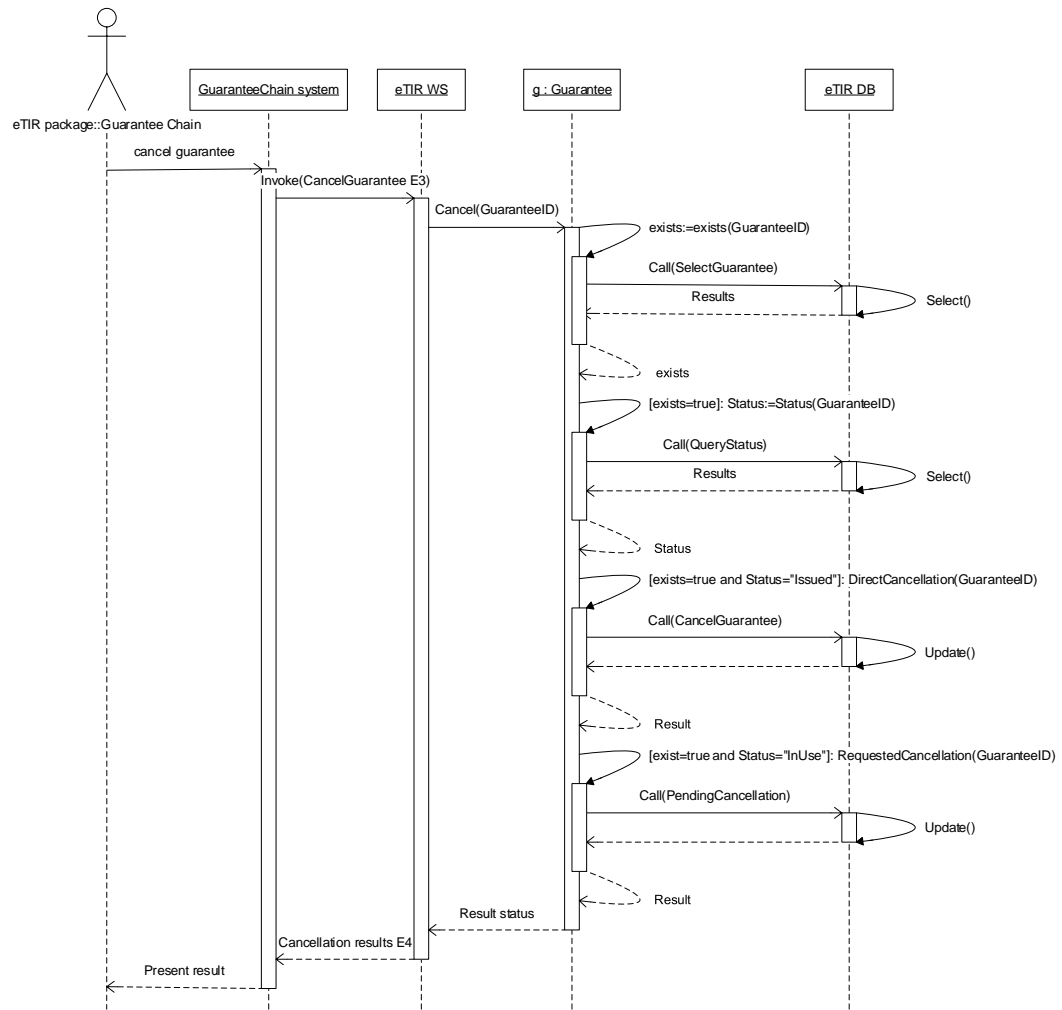 GuaranteeChain system
eTIR WS
g : Guarantee
eTIR DB
eTIR package::Guarantee Chain
cancel guarantee
Invoke(CancelGuarantee E3)
Cancel(GuaranteeID)
exists:=exists(GuaranteeID)
Call(SelectGuarantee)
Results
Select()
exists
[exists=true]: Status:=Status(GuaranteeID)
Call(QueryStatus)
Results
Select()
Status
[exists=true and Status="Issued"]: DirectCancellation(GuaranteeID)
Call(CancelGuarantee)
Update()
Result
[exist=true and Status="InUse"]: RequestedCancellation(GuaranteeID)
Call(PendingCancellation)
Update()
Result
Result status
Cancellation results E4
Present result